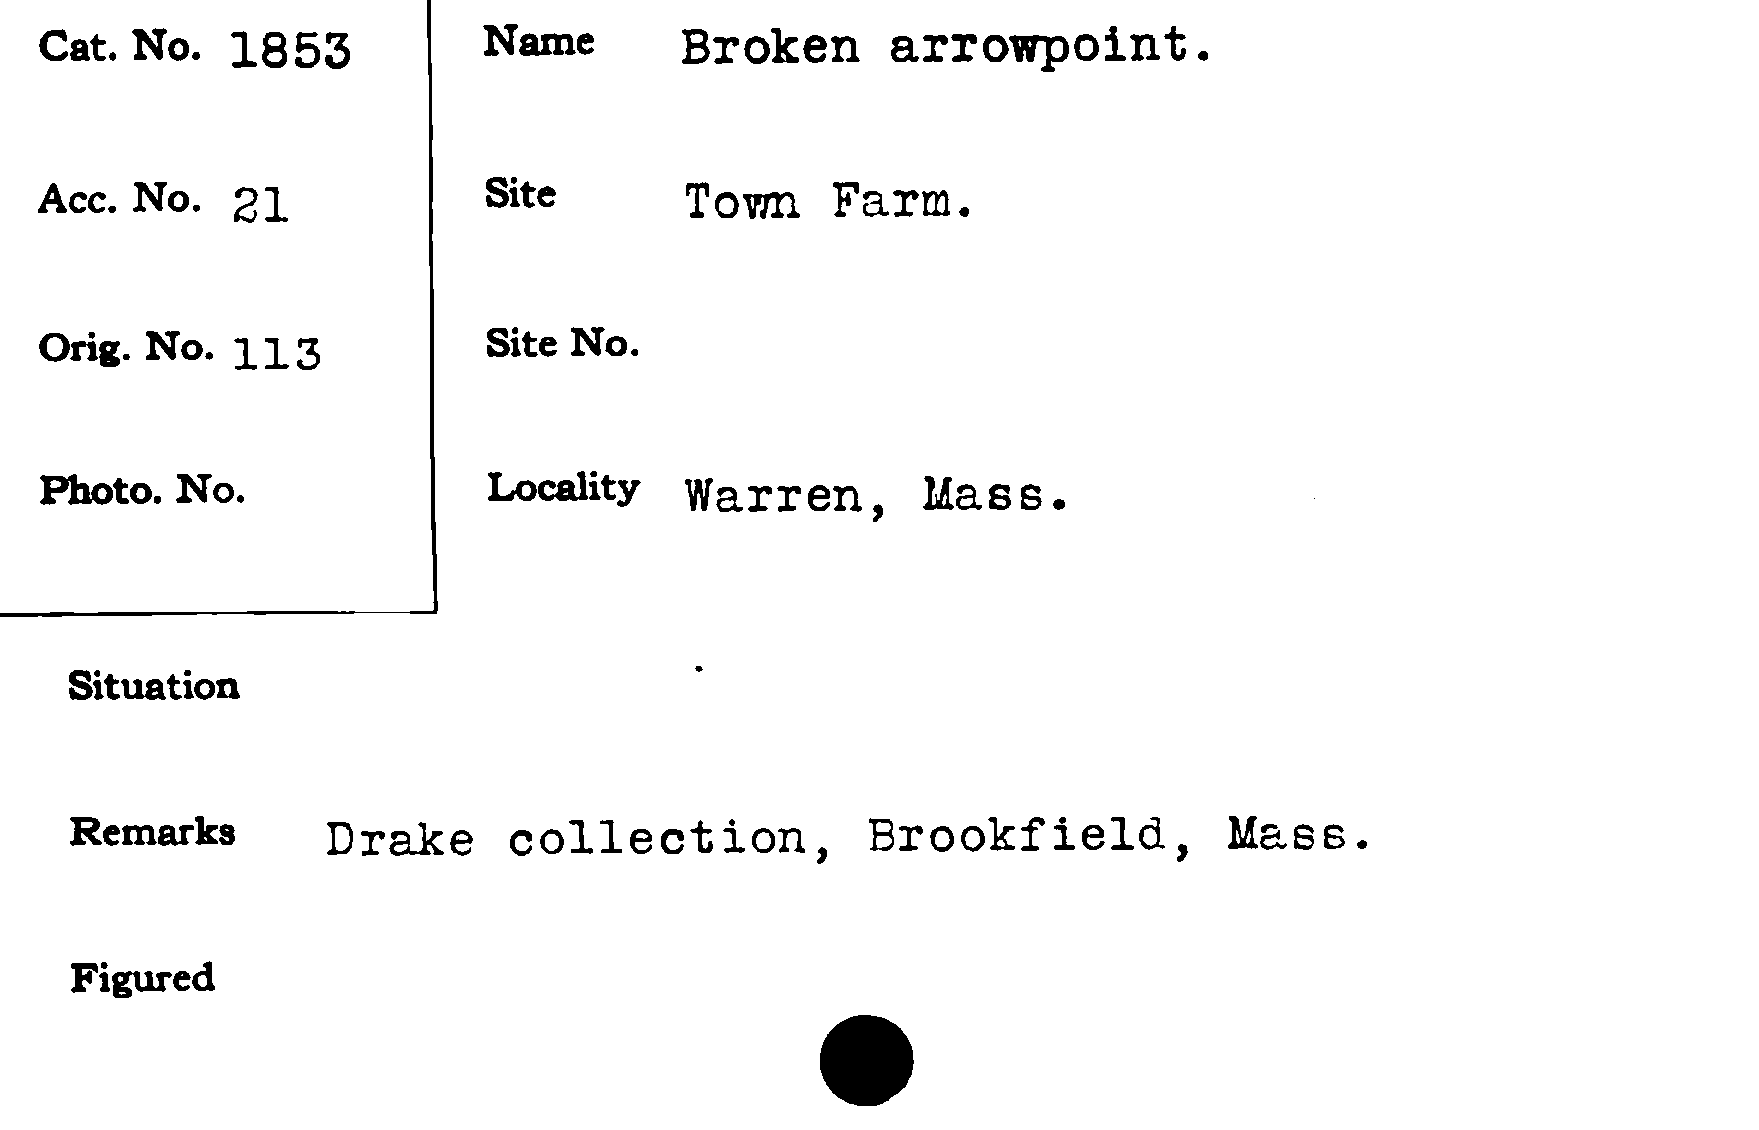 Cat. No. 1853
Acc. No. 21
Orig. No. 113
Photo. No.
Name Broken arrowpoint.
Site Town Farm.
Site No.
Locality Warren, Mass.
Situation
Remarks Drake collection, Brookfield, Mass.
Figured